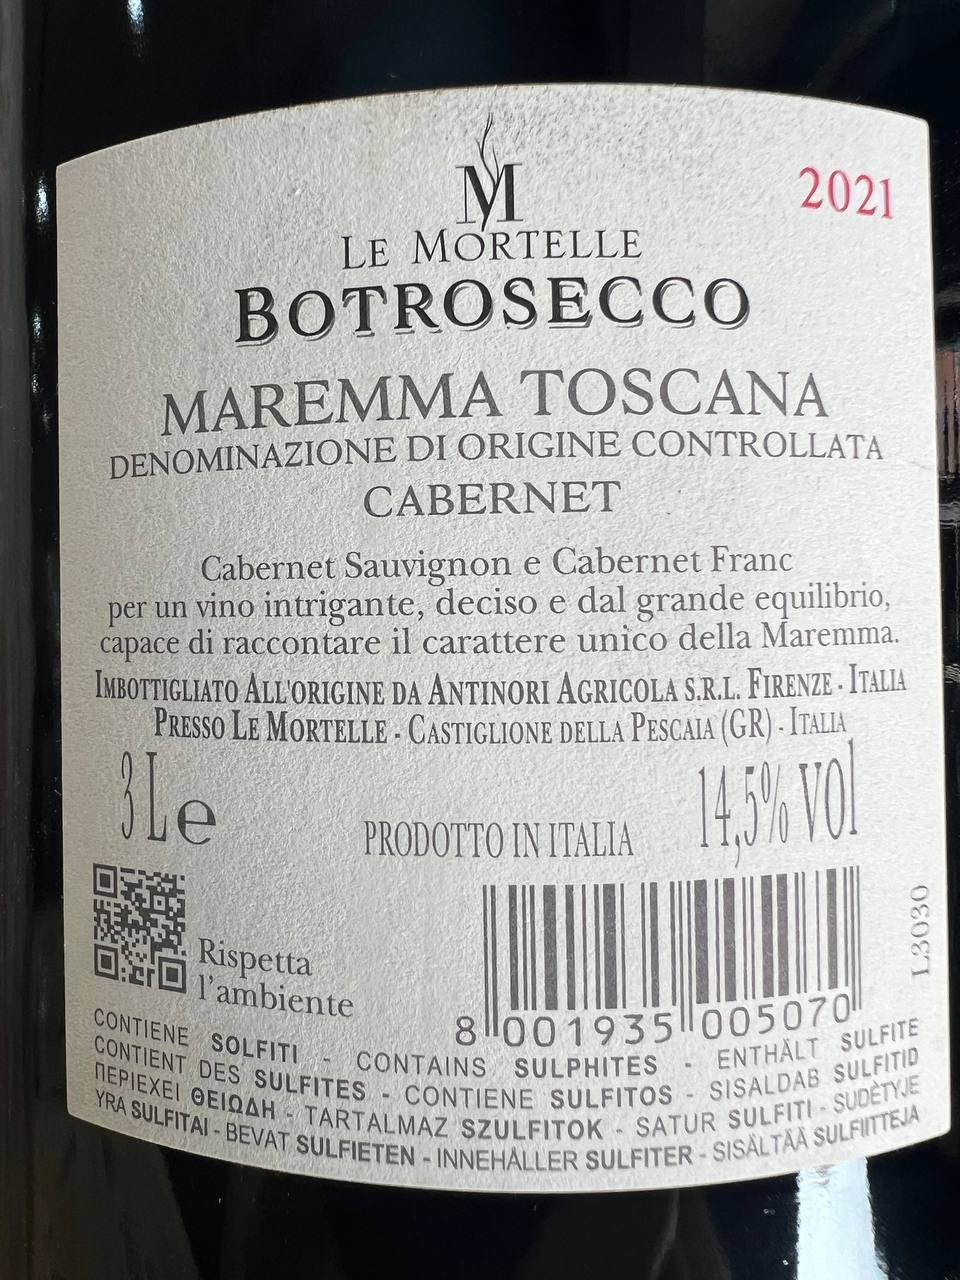 M
2021
LE MORTELLE
BOTROSECCO
MAREMMA TOSCANA
DENOMINAZIONE DI ORIGINE CONTROLLATA
CABERNET
Cabernet Sauvignon e Cabernet Franc
per un vino intrigante, deciso e dal grande equilibrio,
capace di raccontare il carattere unico della Maremma.
IMBOTTIGLIATO ALL'ORIGINE DA ANTINORI AGRICOLA S.R.L. FIRENZE - ITALIA
PRESSO LE MORTELLE - CASTIGLIONE DELLA PESCAIA (GR) - ITALIA
3 L e
PRODOTTO IN ITALIA
14,5% vol
Rispetta
l'ambiente
8 001935 005070
L3030
CONTIENE SOLFITI - CONTAINS SULPHITES - ENTHÄLT SULFITE
CONTIENT DES SULFITES - CONTIENE SULFITOS - SISALDAB SULFITID
ΠΕΡΙΕΧΕΙ ΘΕΙΩΔΗ - TARTALMAZ SZULFITOK - SATUR SULFITI - SUDĖTYJE
YRA SULFITAI - BEVAT SULFIETEN - INNEHÅLLER SULFITER - SISÄLTÄÄ SULFIITTEJA